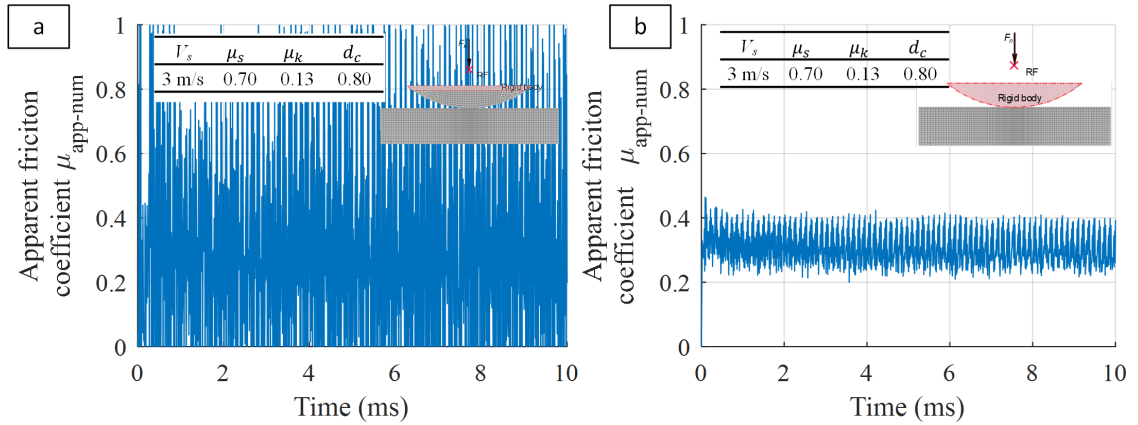 a
Apparent friciton
coefficient μapp-num
1
0.8
0.6
0.4
0.2
0
0 2 4 6 8 10
Time (ms)
Vs μs μk dc
3 m/s 0.70 0.13 0.80
RF
Rigid body
b
Apparent friciton
coefficient μapp-num
1
0.8
0.6
0.4
0.2
0
0 2 4 6 8 10
Time (ms)
Vs μs μk dc
3 m/s 0.70 0.13 0.80
Fn
RF
Rigid body